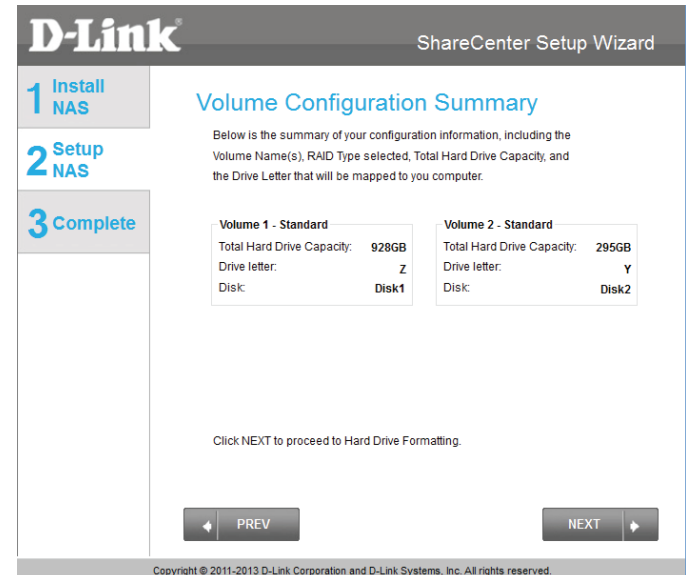 D-Link®
ShareCenter Setup Wizard
1 Install
NAS
2 Setup
NAS
3 Complete
Volume Configuration Summary
Below is the summary of your configuration information, including the
Volume Name(s), RAID Type selected, Total Hard Drive Capacity, and
the Drive Letter that will be mapped to you computer.
Volume 1 - Standard
Total Hard Drive Capacity: 928GB
Drive letter: Z
Disk: Disk1
Volume 2 - Standard
Total Hard Drive Capacity: 295GB
Drive letter: Y
Disk: Disk2
Click NEXT to proceed to Hard Drive Formatting.
PREV
NEXT
Copyright © 2011-2013 D-Link Corporation and D-Link Systems, Inc. All rights reserved.